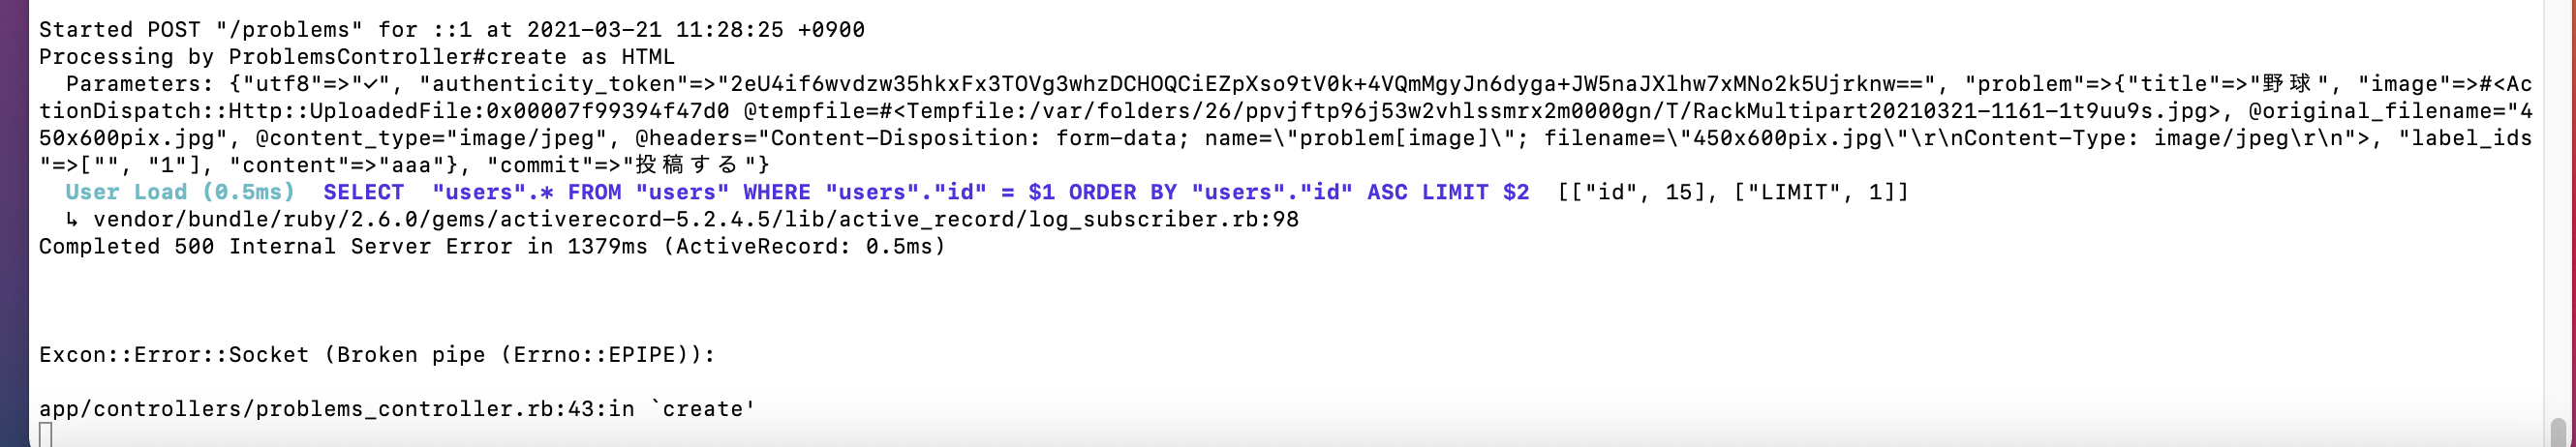 Started POST "/problems" for ::1 at 2021-03-21 11:28:25 +0900
Processing by ProblemsController#create as HTML
  Parameters: {"utf8"=>"✓", "authenticity_token"=>"2eU4if6wvdzw35hkxFx3TOVg3whzDCHOQCiEZpXso9tV0k+4VQmMgyJn6dyga+JW5naJXlhw7xMNo2k5Ujrknw==", "problem"=>{"title"=>"野球", "image"=>#<Ac
tionDispatch::Http::UploadedFile:0x00007f99394f47d0 @tempfile=#<Tempfile:/var/folders/26/ppvjftp96j53w2vhlssmrx2m0000gn/T/RackMultipart20210321-1161-1t9uu9s.jpg>, @original_filename="4
50x600pix.jpg", @content_type="image/jpeg", @headers="Content-Disposition: form-data; name=\"problem[image]\"; filename=\"450x600pix.jpg\"\r\nContent-Type: image/jpeg\r\n">, "label_ids
"=>["", "1"], "content"=>"aaa"}, "commit"=>"投稿する"}
  User Load (0.5ms)  SELECT  "users".* FROM "users" WHERE "users"."id" = $1 ORDER BY "users"."id" ASC LIMIT $2  [["id", 15], ["LIMIT", 1]]
  ↳ vendor/bundle/ruby/2.6.0/gems/activerecord-5.2.4.5/lib/active_record/log_subscriber.rb:98
Completed 500 Internal Server Error in 1379ms (ActiveRecord: 0.5ms)
Excon::Error::Socket (Broken pipe (Errno::EPIPE)):
app/controllers/problems_controller.rb:43:in `create'